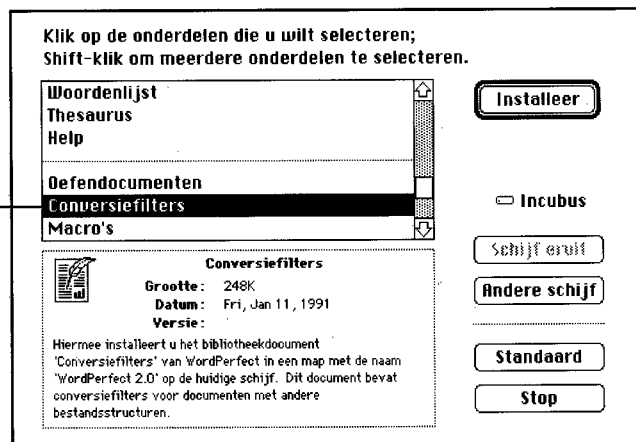 Klik op de onderdelen die u wilt selecteren;
Shift-klik om meerdere onderdelen te selecteren.
Woordenlijst
Thesaurus
Help
Oefendocumenten
Conversiefilters
Macro's
Installeer
Incubus
Schijf eruit
Andere schijf
Standaard
Stop
Conversiefilters
Grootte: 248K
Datum: Fri, Jan 11, 1991
Versie:
Hiermee installeert u het bibliotheekdocument
'Conversiefilters' van WordPerfect in een map met de naam
'WordPerfect 2.0' op de huidige schijf. Dit document bevat
conversiefilters voor documenten met andere
bestandsstructuren.